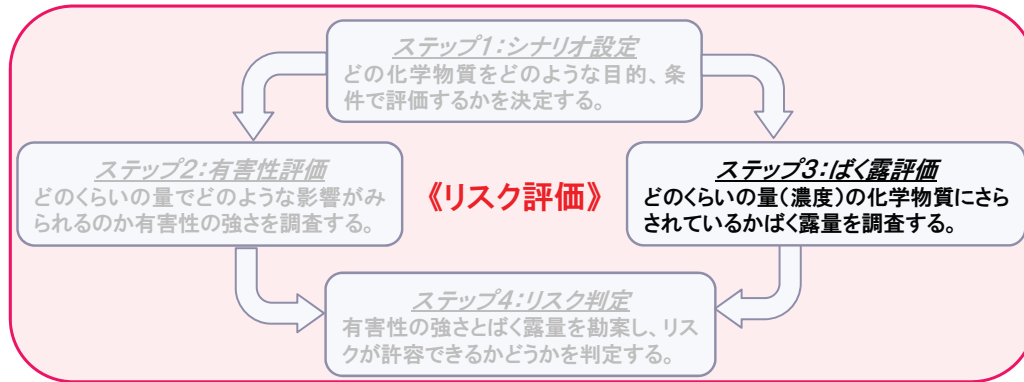 ステップ1:シナリオ設定
どの化学物質をどのような目的、条
件で評価するかを決定する。
ステップ2:有害性評価
どのくらいの量でどのような影響がみ
られるのか有害性の強さを調査する。
《リスク評価》
ステップ3:ばく露評価
どのくらいの量(濃度)の化学物質にさら
されているかばく露量を調査する。
ステップ4:リスク判定
有害性の強さとばく露量を勘案し、リス
クが許容できるかどうかを判定する。